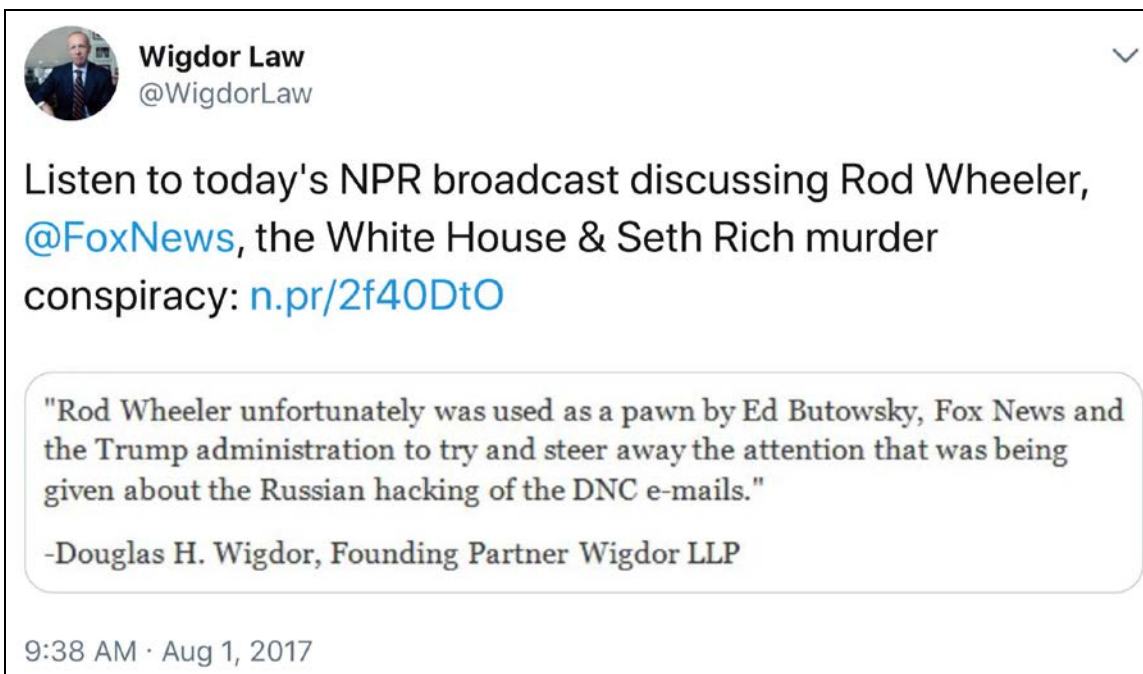 Wigdor Law
@WigdorLaw
Listen to today's NPR broadcast discussing Rod Wheeler,
@FoxNews, the White House & Seth Rich murder
conspiracy: n.pr/2f40DtO
"Rod Wheeler unfortunately was used as a pawn by Ed Butowsky, Fox News and
the Trump administration to try and steer away the attention that was being
given about the Russian hacking of the DNC e-mails."
-Douglas H. Wigdor, Founding Partner Wigdor LLP
9:38 AM · Aug 1, 2017